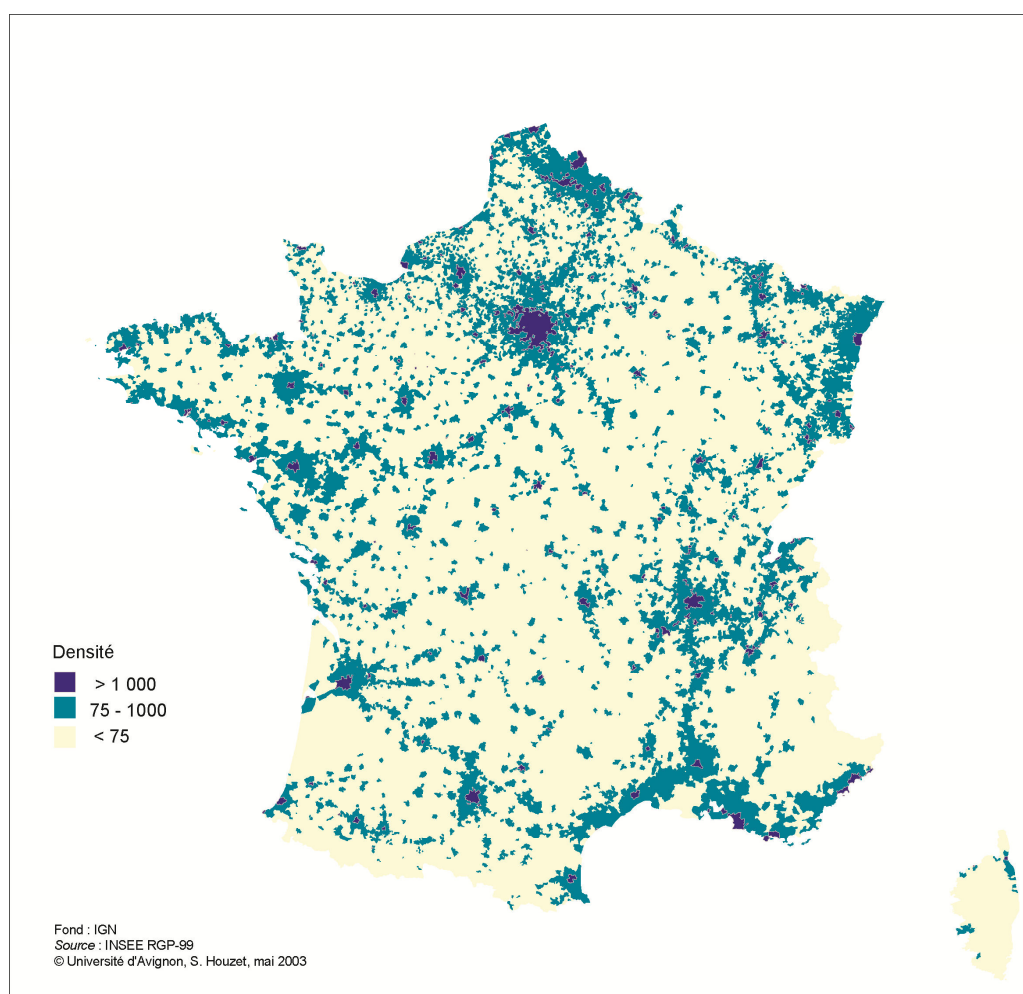 Densité
> 1 000
75 - 1000
< 75
Fond : IGN
Source : INSEE RGP-99
© Université d'Avignon, S. Houzet, mai 2003